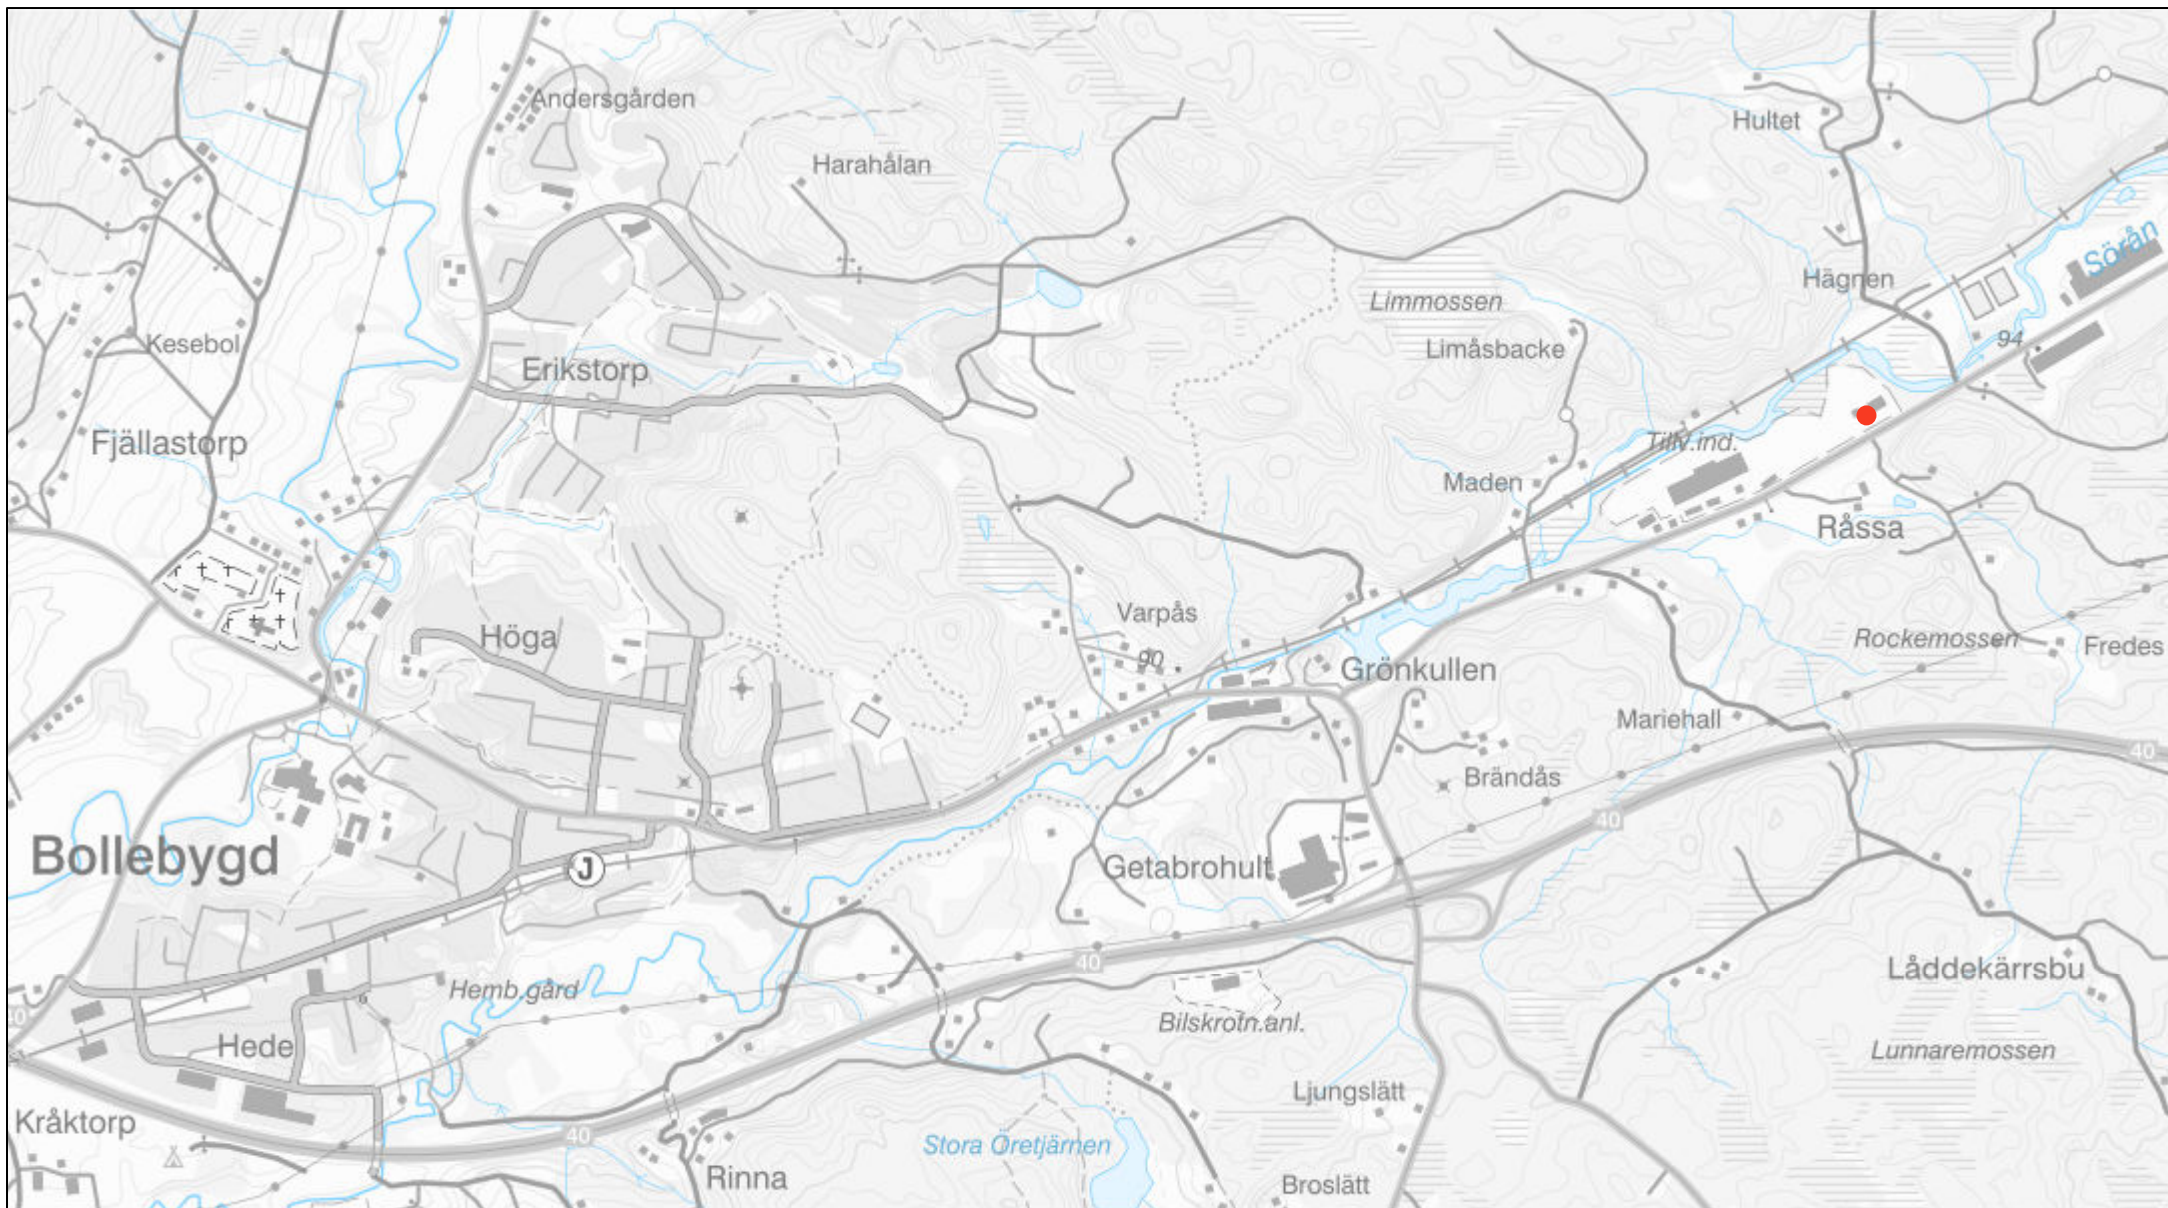 Andersgården
Hultet
Harahålan
Sörån
Hägnen
Limmossen
94
Kesebol
Limåsbacke
Erikstorp
Fjällastorp
Tillv.ind.
Maden
Råssa
Varpås
Höga
Rockemossen
Fredes
90
Grönkullen
Mariehall
40
Brändås
40
Bollebygd
J
Getabrohult
40
Låddekärrsbu
Hemb.gård
40
Bilskrotn.anl.
Hede
Lunnaremossen
Ljungslätt
Kråktorp
40
Stora Öretjärnen
Rinna
Broslätt